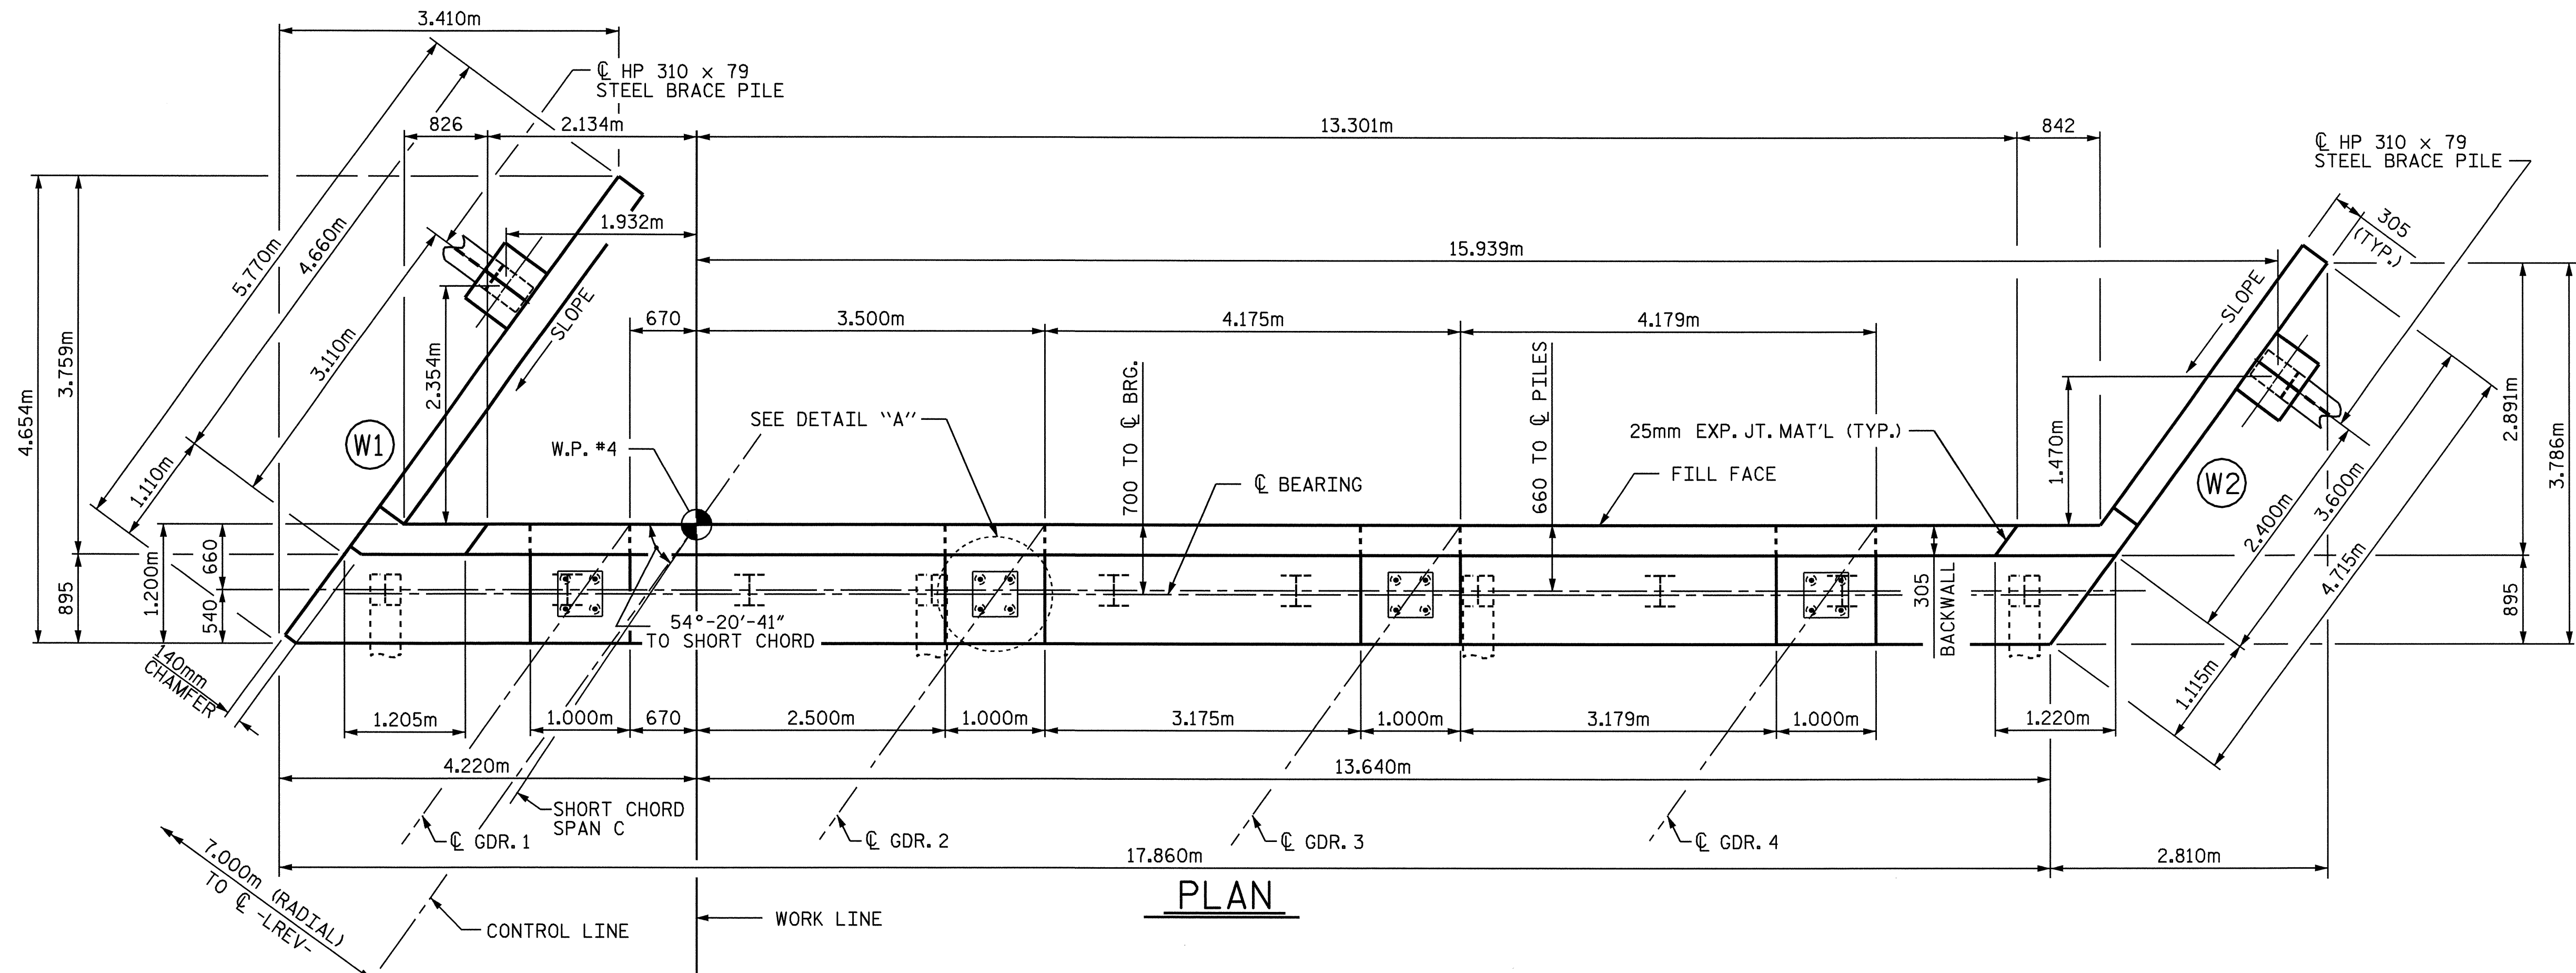 3.410m
℄ HP 310 x 79
STEEL BRACE PILE
826
2.134m
13.301m
842
℄ HP 310 x 79
STEEL BRACE PILE
305
(TYP.)
5.770m
4.660m
3.110m
1.932m
15.939m
SLOPE
SLOPE
4.654m
3.759m
2.354m
670
3.500m
4.175m
4.179m
700 TO ℄ BRG.
660 TO ℄ PILES
1.470m
2.891m
3.786m
W1
SEE DETAIL "A"
W.P. #4
25mm EXP. JT. MAT'L (TYP.)
FILL FACE
℄ BEARING
W2
1.110m
2.400m
3.600m
4.715m
1.200m
660
540
895
305
BACKWALL
895
1.115m
54°-20'-41"
TO SHORT CHORD
140mm
CHAMFER
1.205m
1.000m
670
2.500m
1.000m
3.175m
1.000m
3.179m
1.000m
1.220m
4.220m
13.640m
SHORT CHORD
SPAN C
℄ GDR. 1
℄ GDR. 2
℄ GDR. 3
℄ GDR. 4
17.860m
2.810m
7.000m (RADIAL)
TO ℄ -LREV-
PLAN
CONTROL LINE
WORK LINE